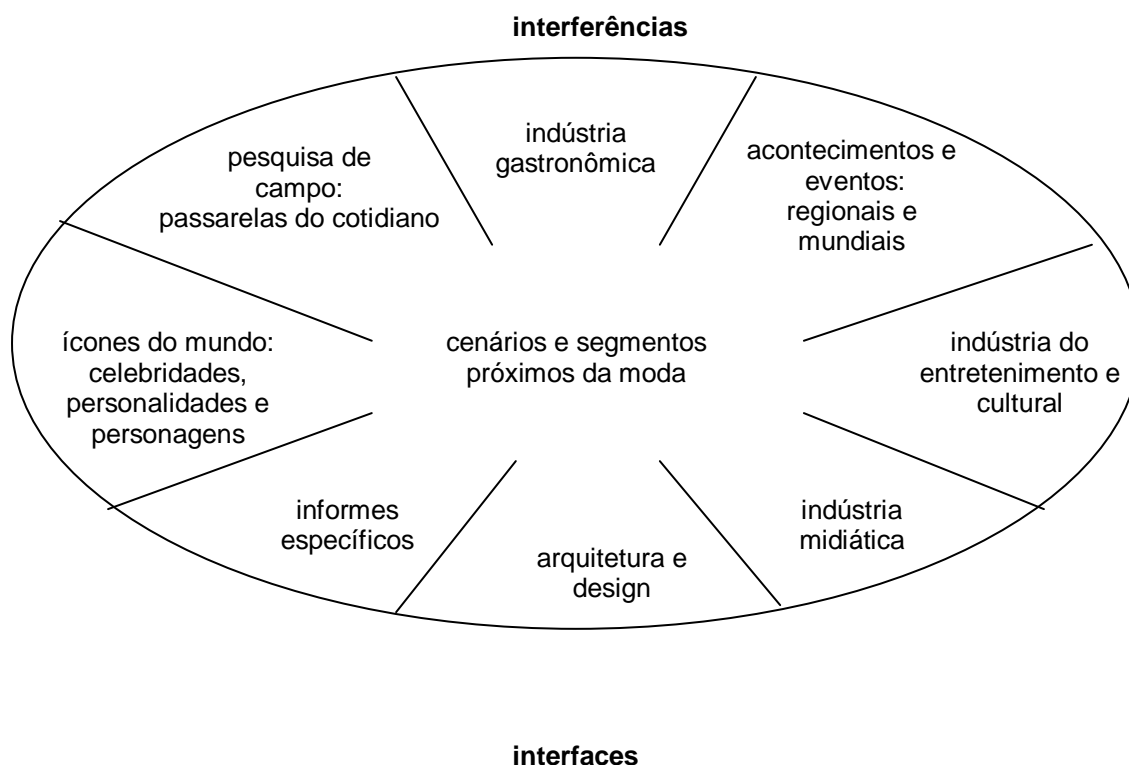 interferências
indústria
gastronômica
acontecimentos e
eventos:
regionais e
mundiais
pesquisa de
campo:
passarelas do cotidiano
ícones do mundo:
celebridades,
personalidades e
personagens
cenários e segmentos
próximos da moda
indústria do
entretenimento e
cultural
informes
específicos
arquitetura e
design
indústria
midiática
interfaces